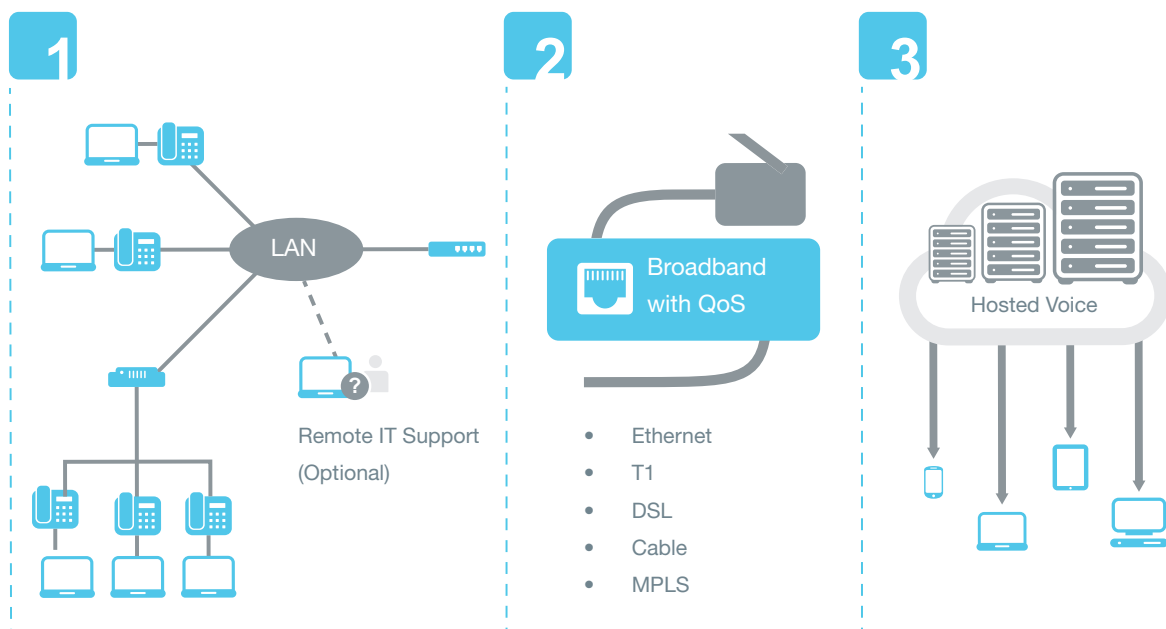 1
2
3
LAN
?
Remote IT Support
(Optional)
Broadband
with QoS
• Ethernet
• T1
• DSL
• Cable
• MPLS
Hosted Voice